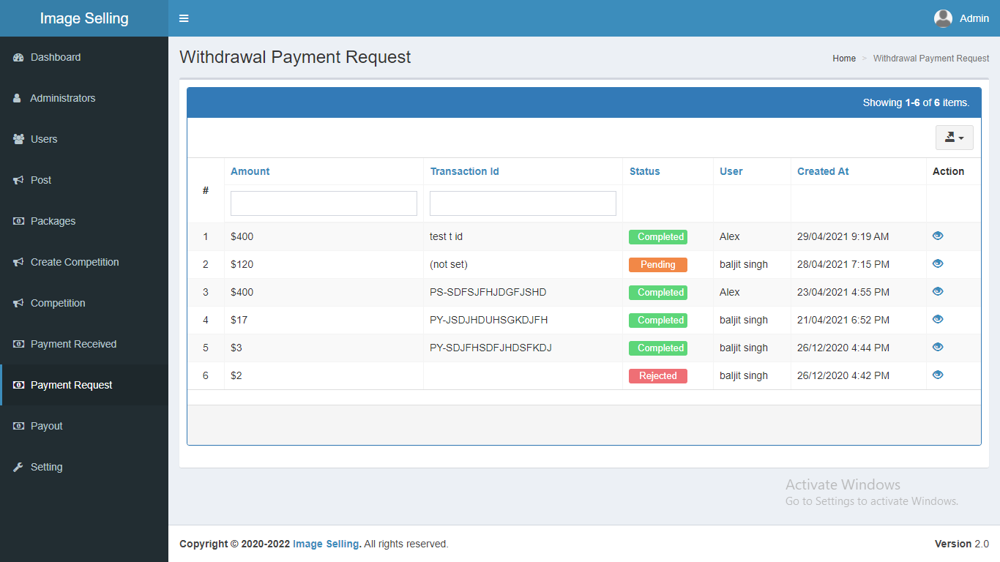 Image Selling
Admin
Dashboard
Administrators
Users
Post
Packages
Create Competition
Competition
Payment Received
Payment Request
Payout
Setting
Withdrawal Payment Request
Home > Withdrawal Payment Request
Showing 1-6 of 6 items.
# Amount Transaction Id Status User Created At Action
1 $400 test t id Completed Alex 29/04/2021 9:19 AM
2 $120 (not set) Pending baljit singh 28/04/2021 7:15 PM
3 $400 PS-SDFSJFHJDGFJSHD Completed Alex 23/04/2021 4:55 PM
4 $17 PY-JSDJHDUHSGKDJFH Completed baljit singh 21/04/2021 6:52 PM
5 $3 PY-SDJFHSDFJHDSFKDJ Completed baljit singh 26/12/2020 4:44 PM
6 $2 Rejected baljit singh 26/12/2020 4:42 PM
Activate Windows
Go to Settings to activate Windows.
Copyright © 2020-2022 Image Selling. All rights reserved.
Version 2.0